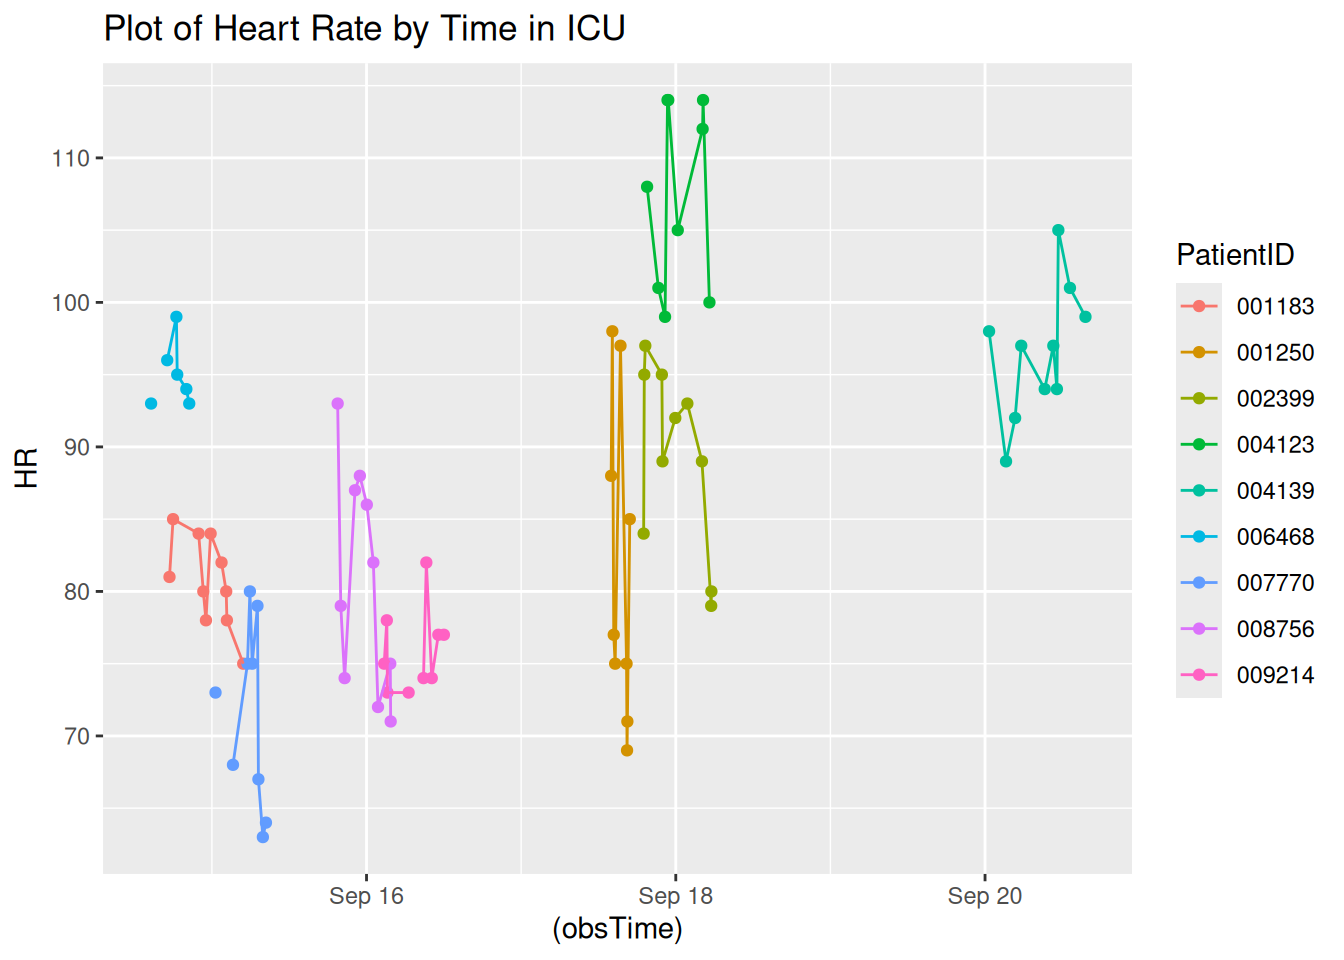 Plot of Heart Rate by Time in ICU
HR
110
100
90
80
70
Sep 16
Sep 18
Sep 20
(obsTime)
PatientID
001183
001250
002399
004123
004139
006468
007770
008756
009214